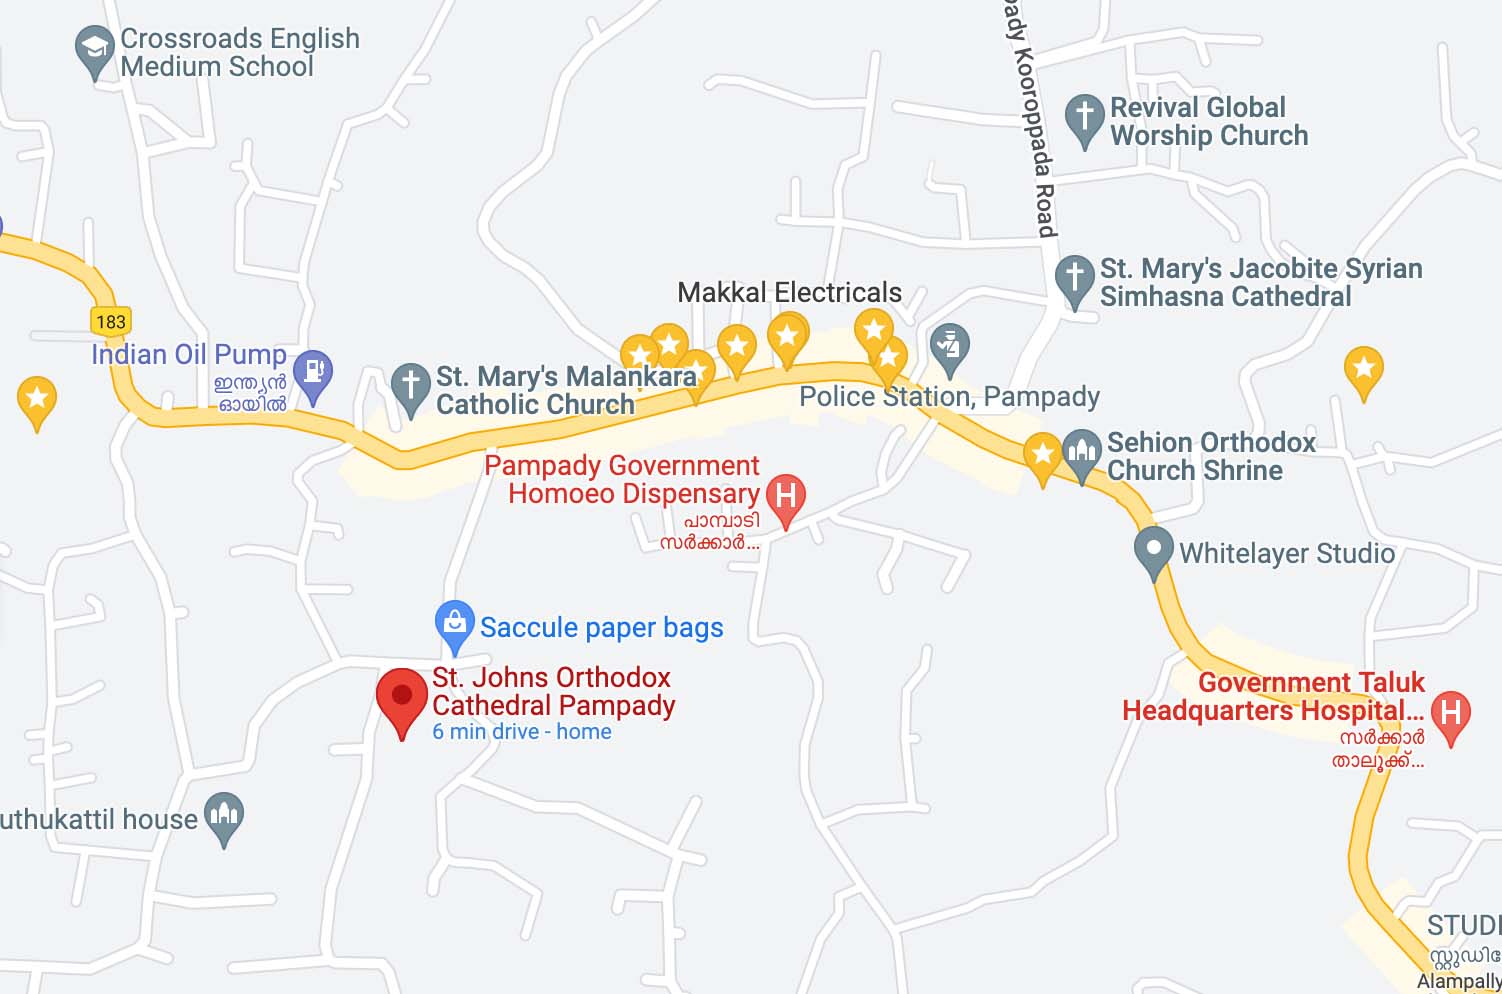 Crossroads English
Medium School
ady Kooroppada Road
Revival Global
Worship Church
St. Mary's Jacobite Syrian
Simhasna Cathedral
Makkal Electricals
183
Indian Oil Pump
ഇന്ത്യൻ
ഓയിൽ
St. Mary's Malankara
Catholic Church
Police Station, Pampady
Sehion Orthodox
Church Shrine
Pampady Government
Homoeo Dispensary
പാമ്പാടി
സർക്കാർ...
H
Whitelayer Studio
Saccule paper bags
St. Johns Orthodox
Cathedral Pampady
6 min drive - home
Government Taluk
Headquarters Hospital...
സർക്കാർ
താലൂക്ക്...
H
uthukattil house
STUDI
സ്റ്റുഡിയ
Alampally